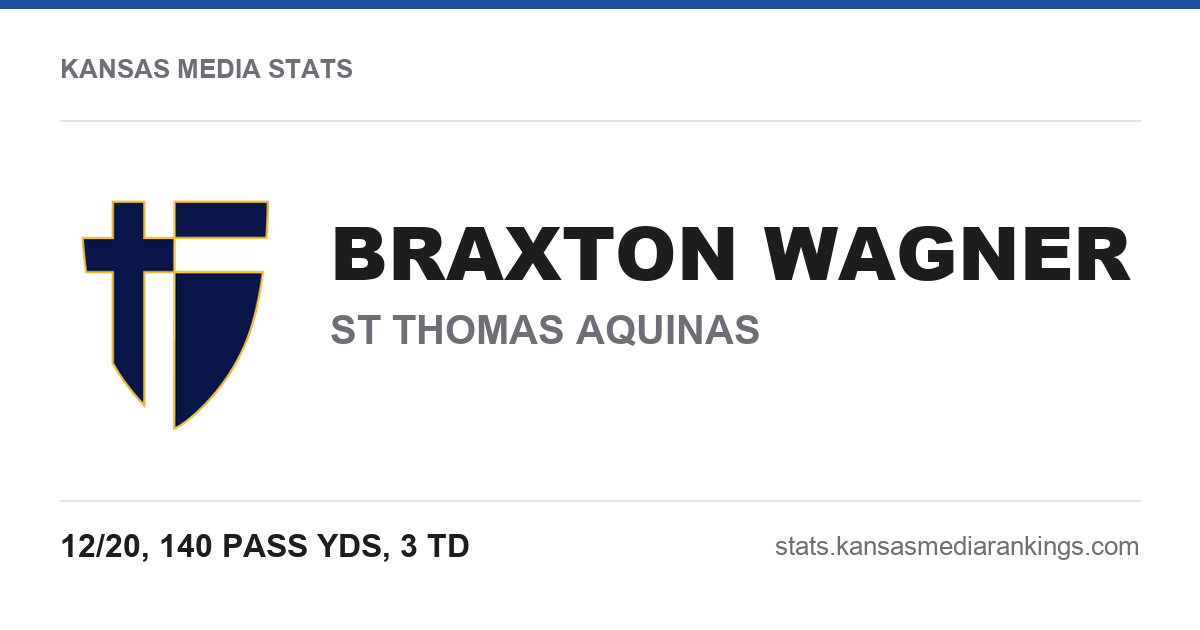 KANSAS MEDIA STATS
BRAXTON WAGNER
ST THOMAS AQUINAS
12/20, 140 PASS YDS, 3 TD
stats.kansasmediarankings.com